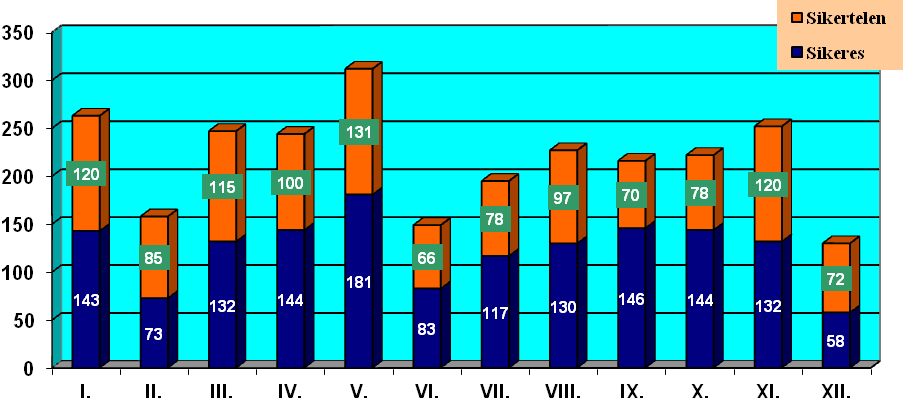 Sikertelen
Sikeres
350
300
250
200
150
100
50
0
120 85 115 100 131 66 78 97 70 78 120 72
143 73 132 144 181 83 117 130 146 144 132 58
I. II. III. IV. V. VI. VII. VIII. IX. X. XI. XII.